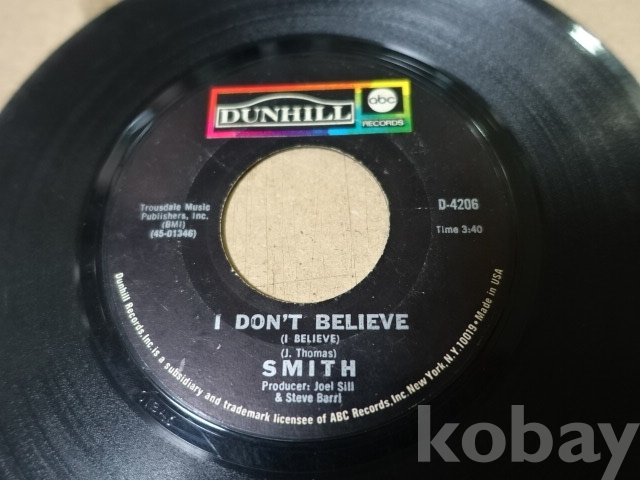 DUNHILL
abc
RECORDS
Trousdale Music
Publishers, Inc.
(BMI)
(45-01346)
D-4206
Time 3:40
I DON'T BELIEVE
(I BELIEVE)
(J. Thomas)
SMITH
Producer: Joel Sill
& Steve Barri
Dunhill Records, Inc. is a subsidiary and trademark licensee of ABC Records, Inc. New York, N.Y. 10019 • Made in USA
kobay